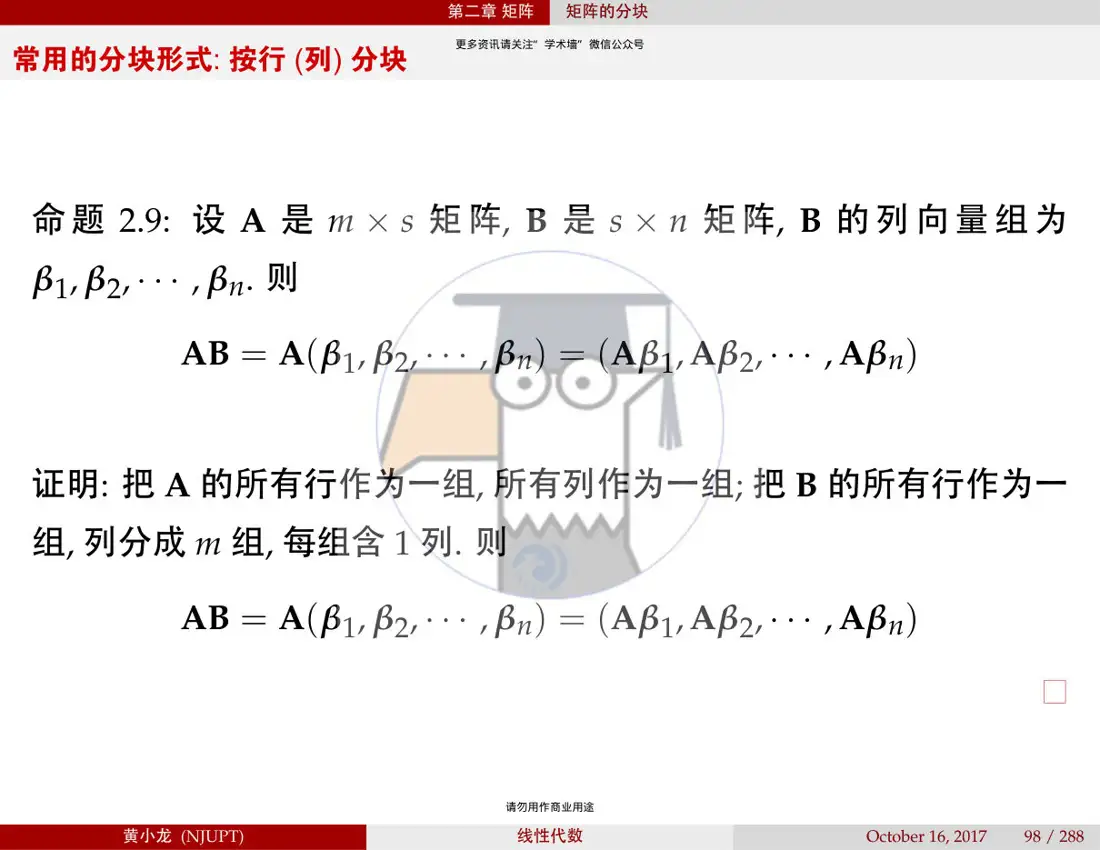 第二章 矩阵 矩阵的分块
更多资讯请关注“学术墙”微信公众号
常用的分块形式: 按行 (列) 分块
命题 2.9: 设 A 是 m × s 矩阵, B 是 s × n 矩阵, B 的列向量组为
β₁, β₂, ⋯ , βₙ. 则
AB = A(β₁, β₂, ⋯ , βₙ) = (Aβ₁, Aβ₂, ⋯ , Aβₙ)
证明: 把 A 的所有行作为一组, 所有列作为一组; 把 B 的所有行作为一
组, 列分成 m 组, 每组含 1 列. 则
AB = A(β₁, β₂, ⋯ , βₙ) = (Aβ₁, Aβ₂, ⋯ , Aβₙ)
请勿用作商业用途
黄小龙 (NJUPT) 线性代数 October 16, 2017 98 / 288